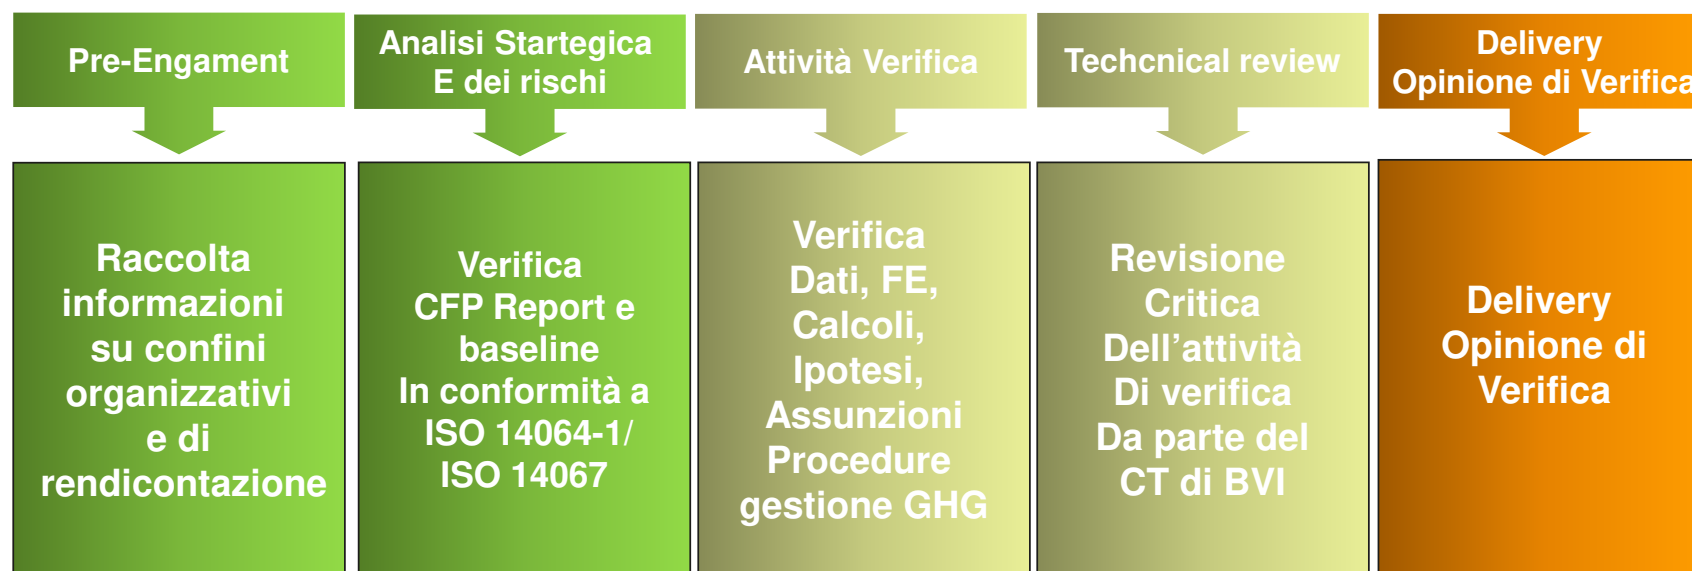 Pre-Engament
Analisi Startegica
E dei rischi
Attività Verifica
Techcnical review
Delivery
Opinione di Verifica
Raccolta
informazioni
su confini
organizzativi
e di
rendicontazione
Verifica
CFP Report e
baseline
In conformità a
ISO 14064-1/
ISO 14067
Verifica
Dati, FE,
Calcoli,
Ipotesi,
Assunzioni
Procedure
gestione GHG
Revisione
Critica
Dell'attività
Di verifica
Da parte del
CT di BVI
Delivery
Opinione di
Verifica